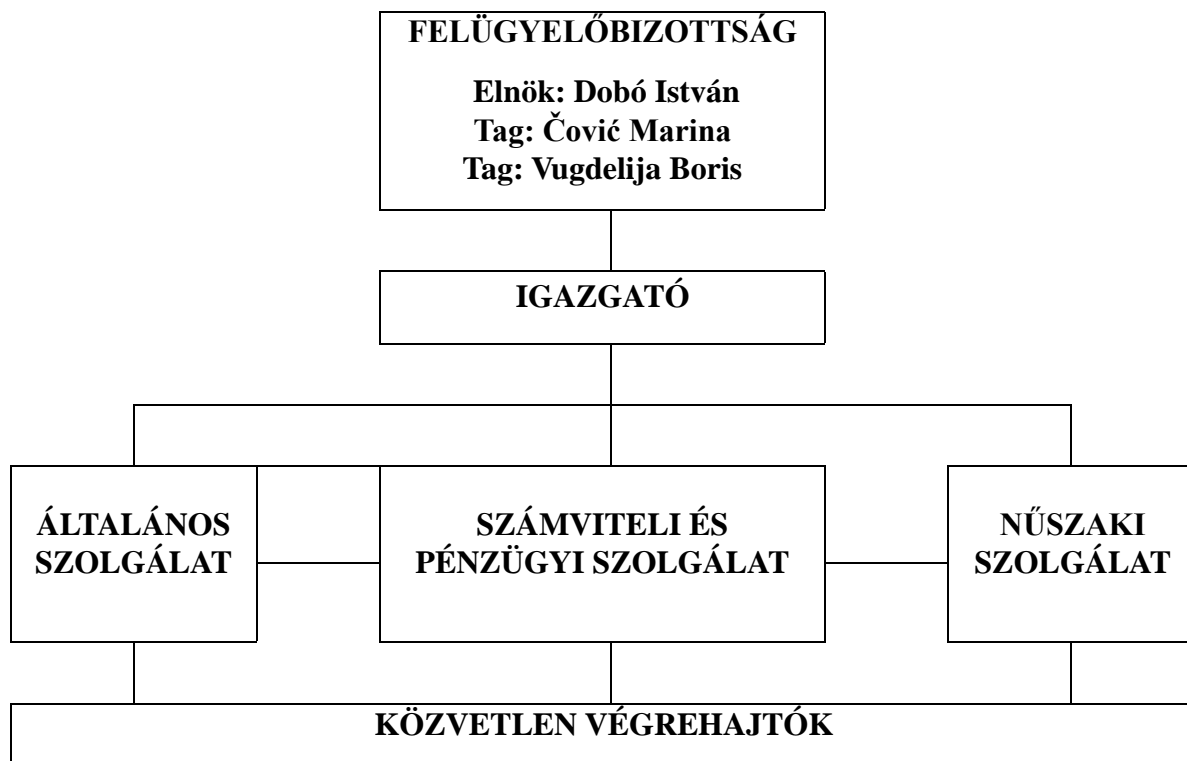 FELÜGYELŐBIZOTTSÁG
Elnök: Dobó István
Tag: Čović Marina
Tag: Vugdelija Boris
IGAZGATÓ
ÁLTALÁNOS
SZOLGÁLAT
SZÁMVITELI ÉS
PÉNZÜGYI SZOLGÁLAT
NŰSZAKI
SZOLGÁLAT
KÖZVETLEN VÉGREHAJTÓK